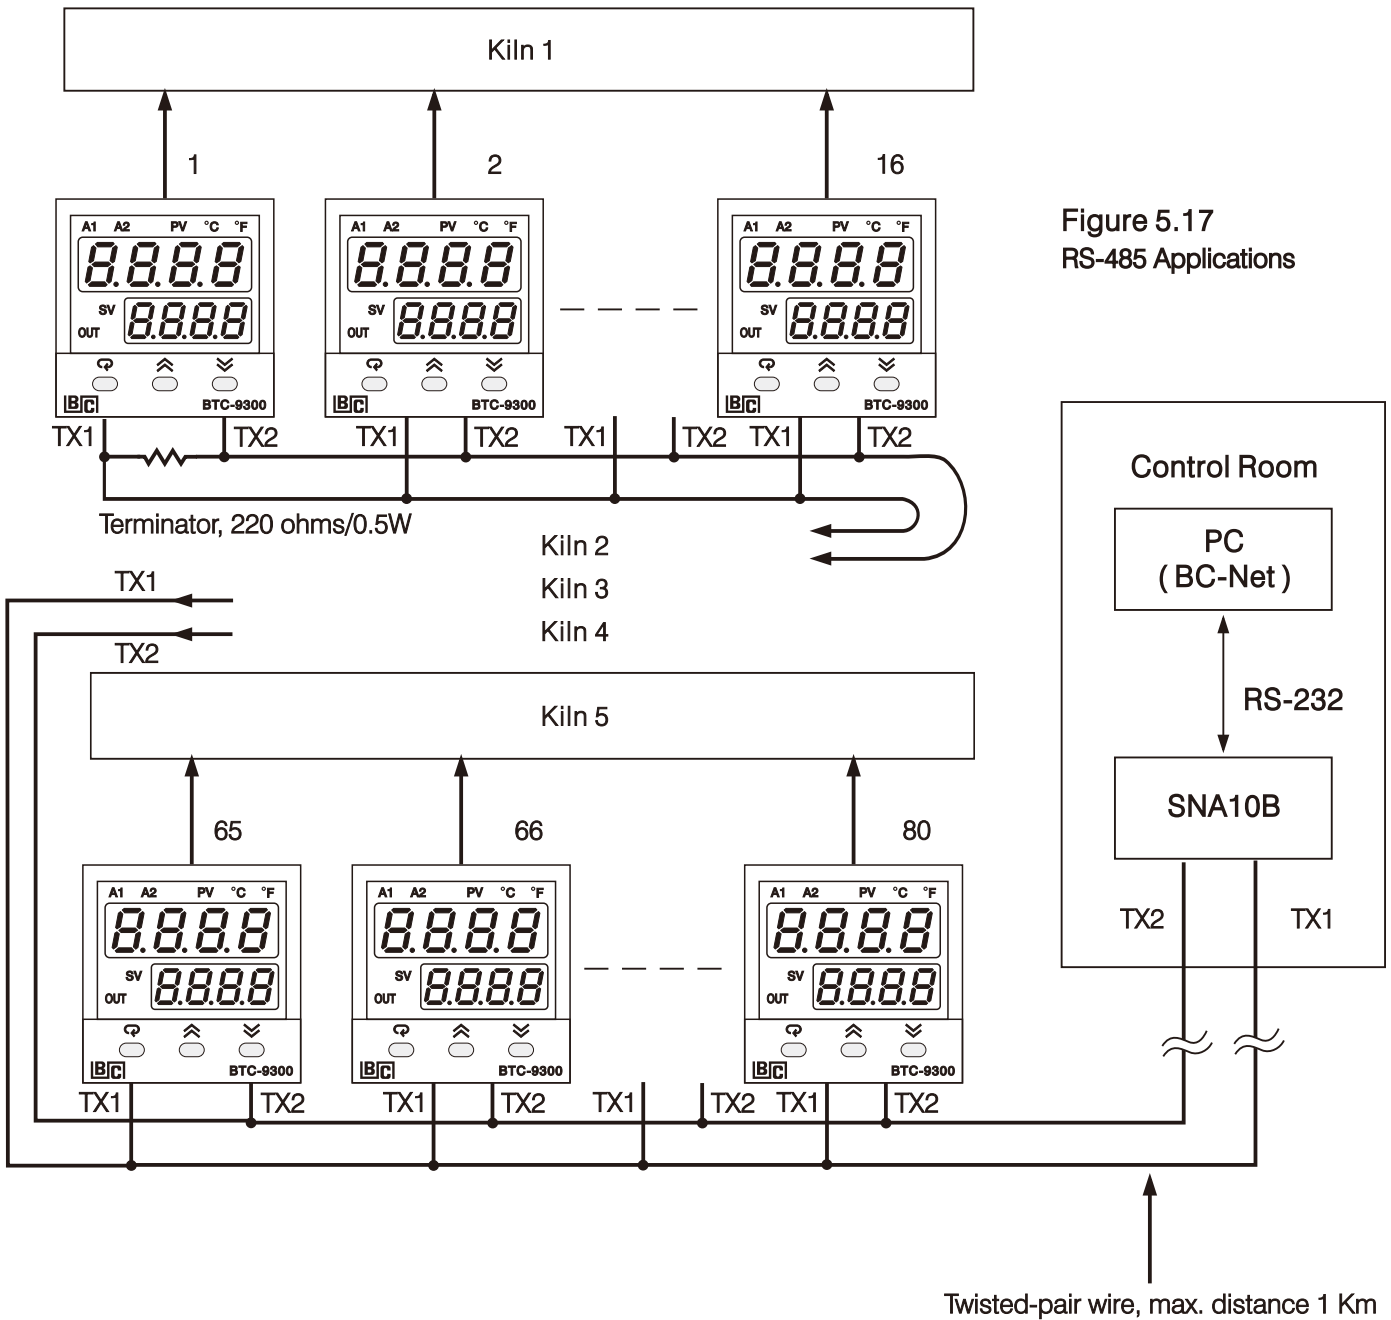 Kiln 1
1
2
16
Figure 5.17
RS-485 Applications
A1 A2 PV °C °F
8.8.8.8
SV 8.8.8.8
OUT
BC BTC-9300
A1 A2 PV °C °F
8.8.8.8
SV 8.8.8.8
OUT
BC BTC-9300
A1 A2 PV °C °F
8.8.8.8
SV 8.8.8.8
OUT
BC BTC-9300
TX1 TX2 TX1 TX2 TX1 TX2 TX1 TX2
Terminator, 220 ohms/0.5W
Kiln 2
Kiln 3
Kiln 4
TX1
TX2
Control Room
PC
( BC-Net )
RS-232
SNA10B
TX2 TX1
Kiln 5
65
66
80
A1 A2 PV °C °F
8.8.8.8
SV 8.8.8.8
OUT
BC BTC-9300
A1 A2 PV °C °F
8.8.8.8
SV 8.8.8.8
OUT
BC BTC-9300
A1 A2 PV °C °F
8.8.8.8
SV 8.8.8.8
OUT
BC BTC-9300
TX1 TX2 TX1 TX2 TX1 TX2 TX1 TX2
Twisted-pair wire, max. distance 1 Km